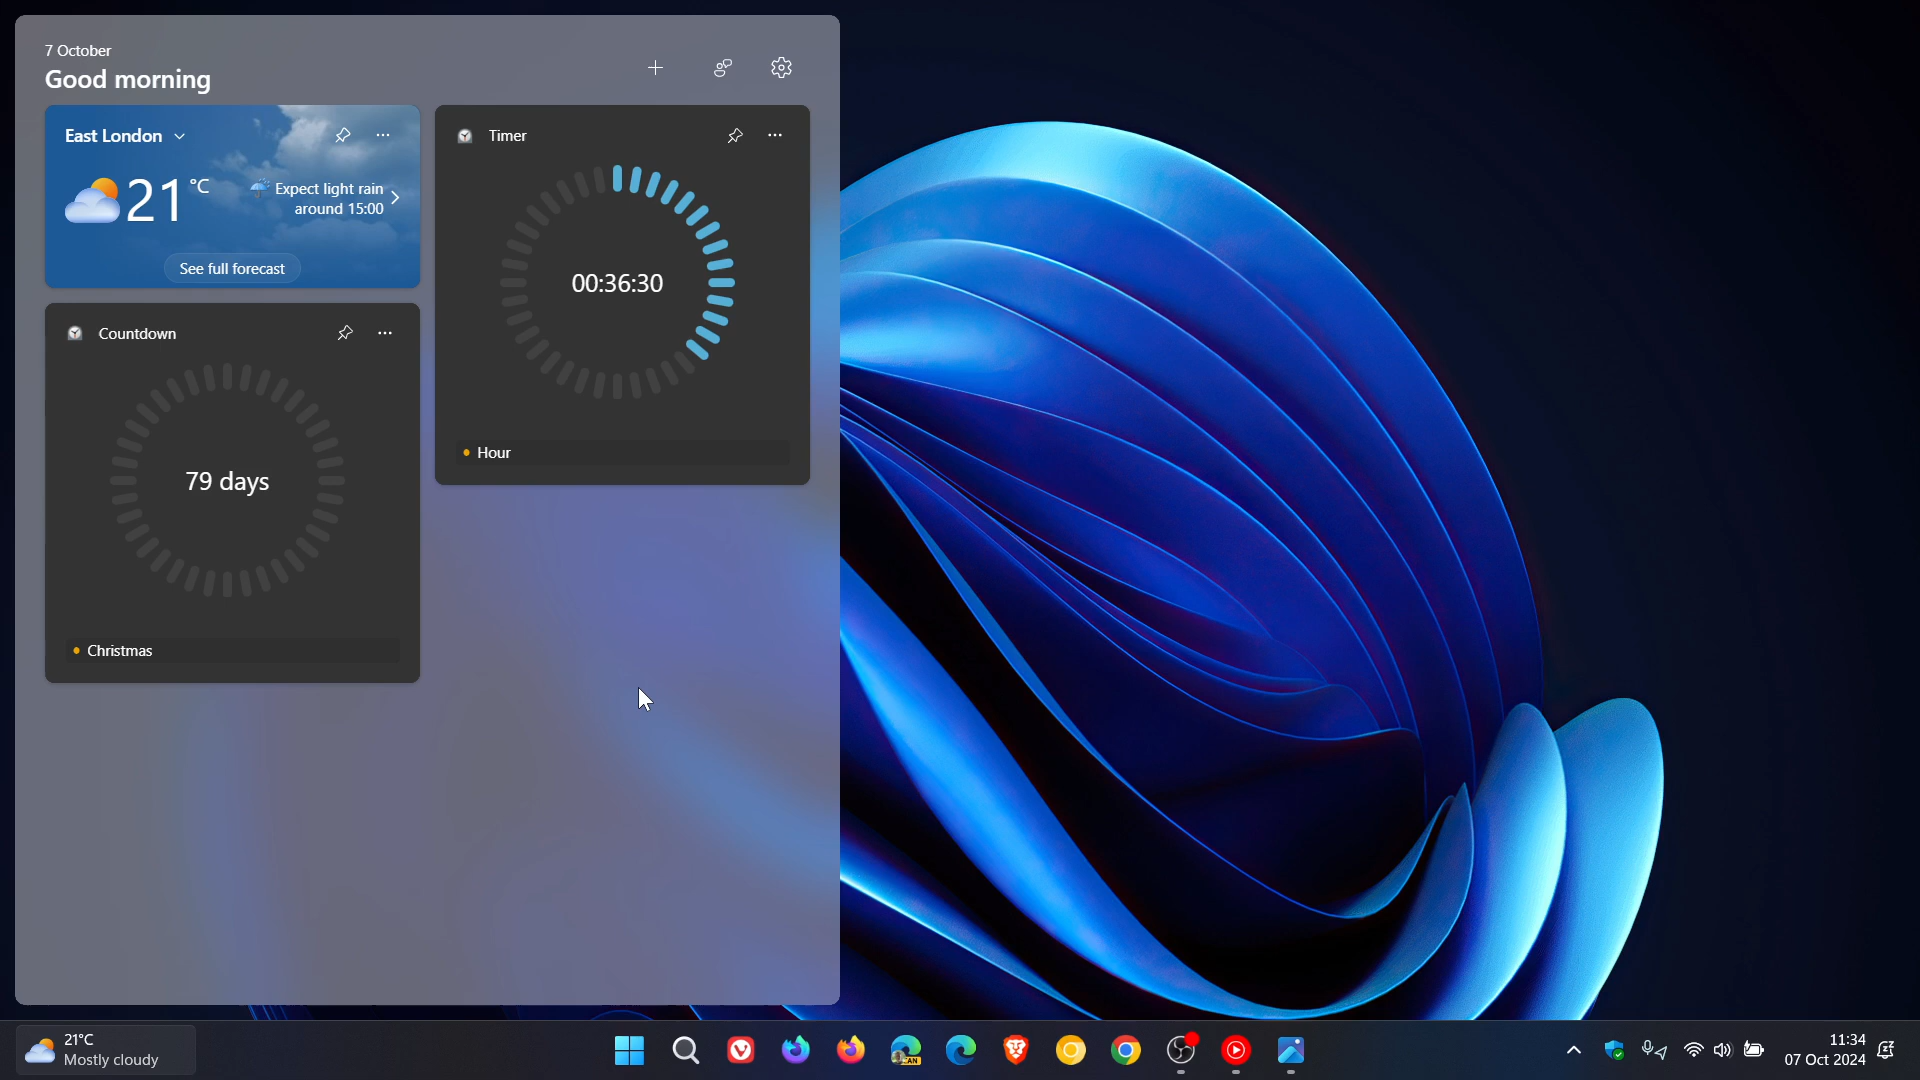 7 October
Good morning
East London
21 °C
Expect light rain
around 15:00
See full forecast
Timer
00:36:30
Hour
Countdown
79 days
Christmas
21°C
Mostly cloudy
CAN
11:34
07 Oct 2024